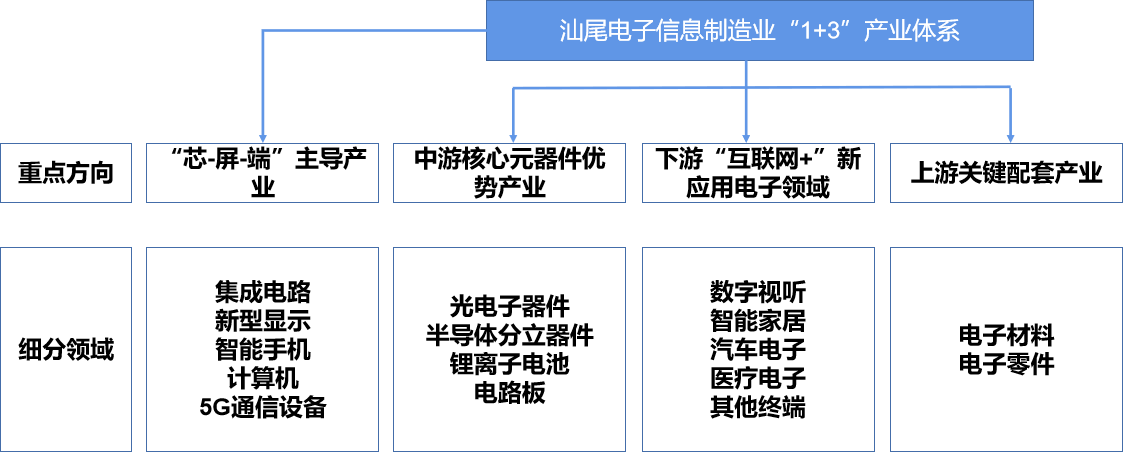 汕尾电子信息制造业“1+3”产业体系
重点方向
“芯-屏-端”主导产
业
中游核心元器件优
势产业
下游“互联网+”新
应用电子领域
上游关键配套产业
细分领域
集成电路
新型显示
智能手机
计算机
5G通信设备
光电子器件
半导体分立器件
锂离子电池
电路板
数字视听
智能家居
汽车电子
医疗电子
其他终端
电子材料
电子零件